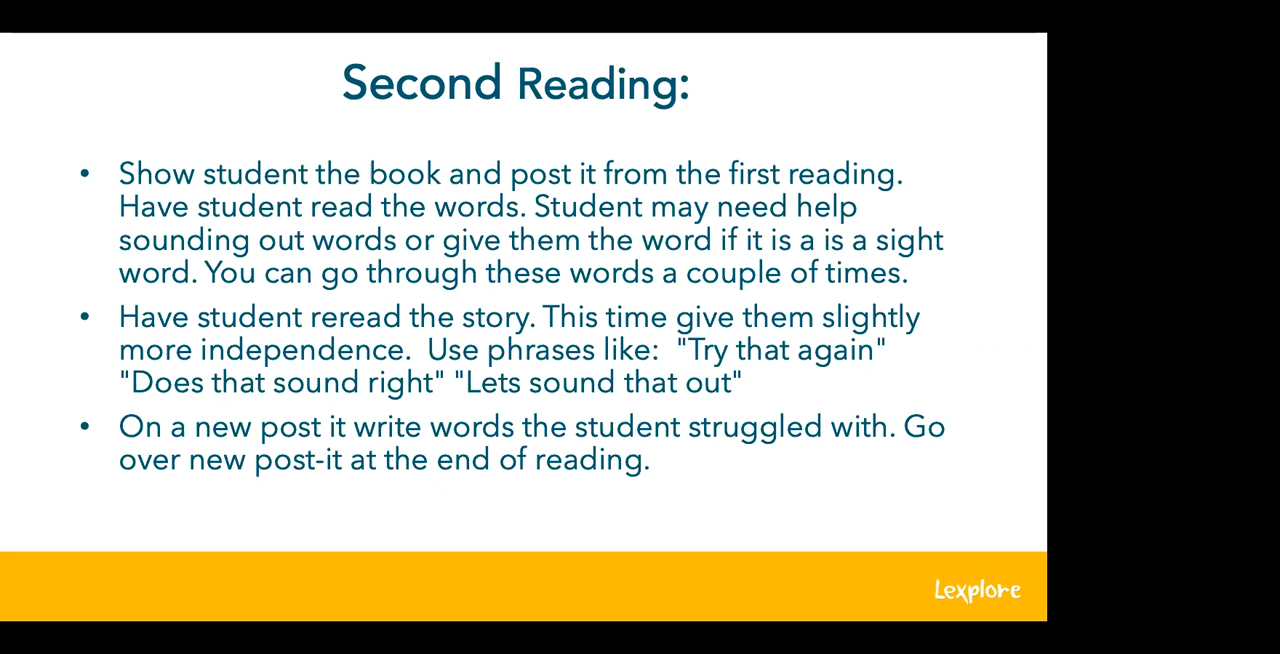 Second Reading:
• Show student the book and post it from the first reading.
Have student read the words. Student may need help
sounding out words or give them the word if it is a is a sight
word. You can go through these words a couple of times.
• Have student reread the story. This time give them slightly
more independence.  Use phrases like:  "Try that again"
"Does that sound right" "Lets sound that out"
• On a new post it write words the student struggled with. Go
over new post-it at the end of reading.
Lexplore